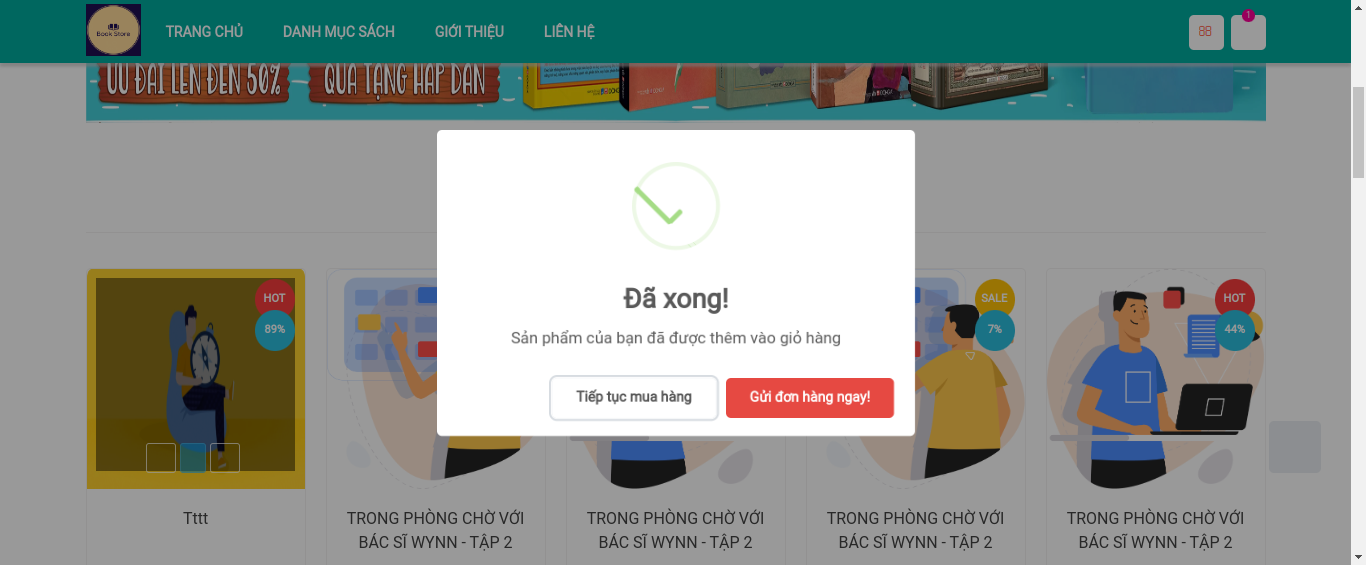 Book Store
TRANG CHỦ
DANH MỤC SÁCH
GIỚI THIỆU
LIÊN HỆ
1
ƯU ĐÃI LÊN ĐẾN 50%
QUÀ TẶNG HẤP DẪN
Đã xong!
Sản phẩm của bạn đã được thêm vào giỏ hàng
Tiếp tục mua hàng
Gửi đơn hàng ngay!
HOT
89%
SALE
7%
HOT
44%
Tttt
TRONG PHÒNG CHỜ VỚI
BÁC SĨ WYNN - TẬP 2
TRONG PHÒNG CHỜ VỚI
BÁC SĨ WYNN - TẬP 2
TRONG PHÒNG CHỜ VỚI
BÁC SĨ WYNN - TẬP 2
TRONG PHÒNG CHỜ VỚI
BÁC SĨ WYNN - TẬP 2